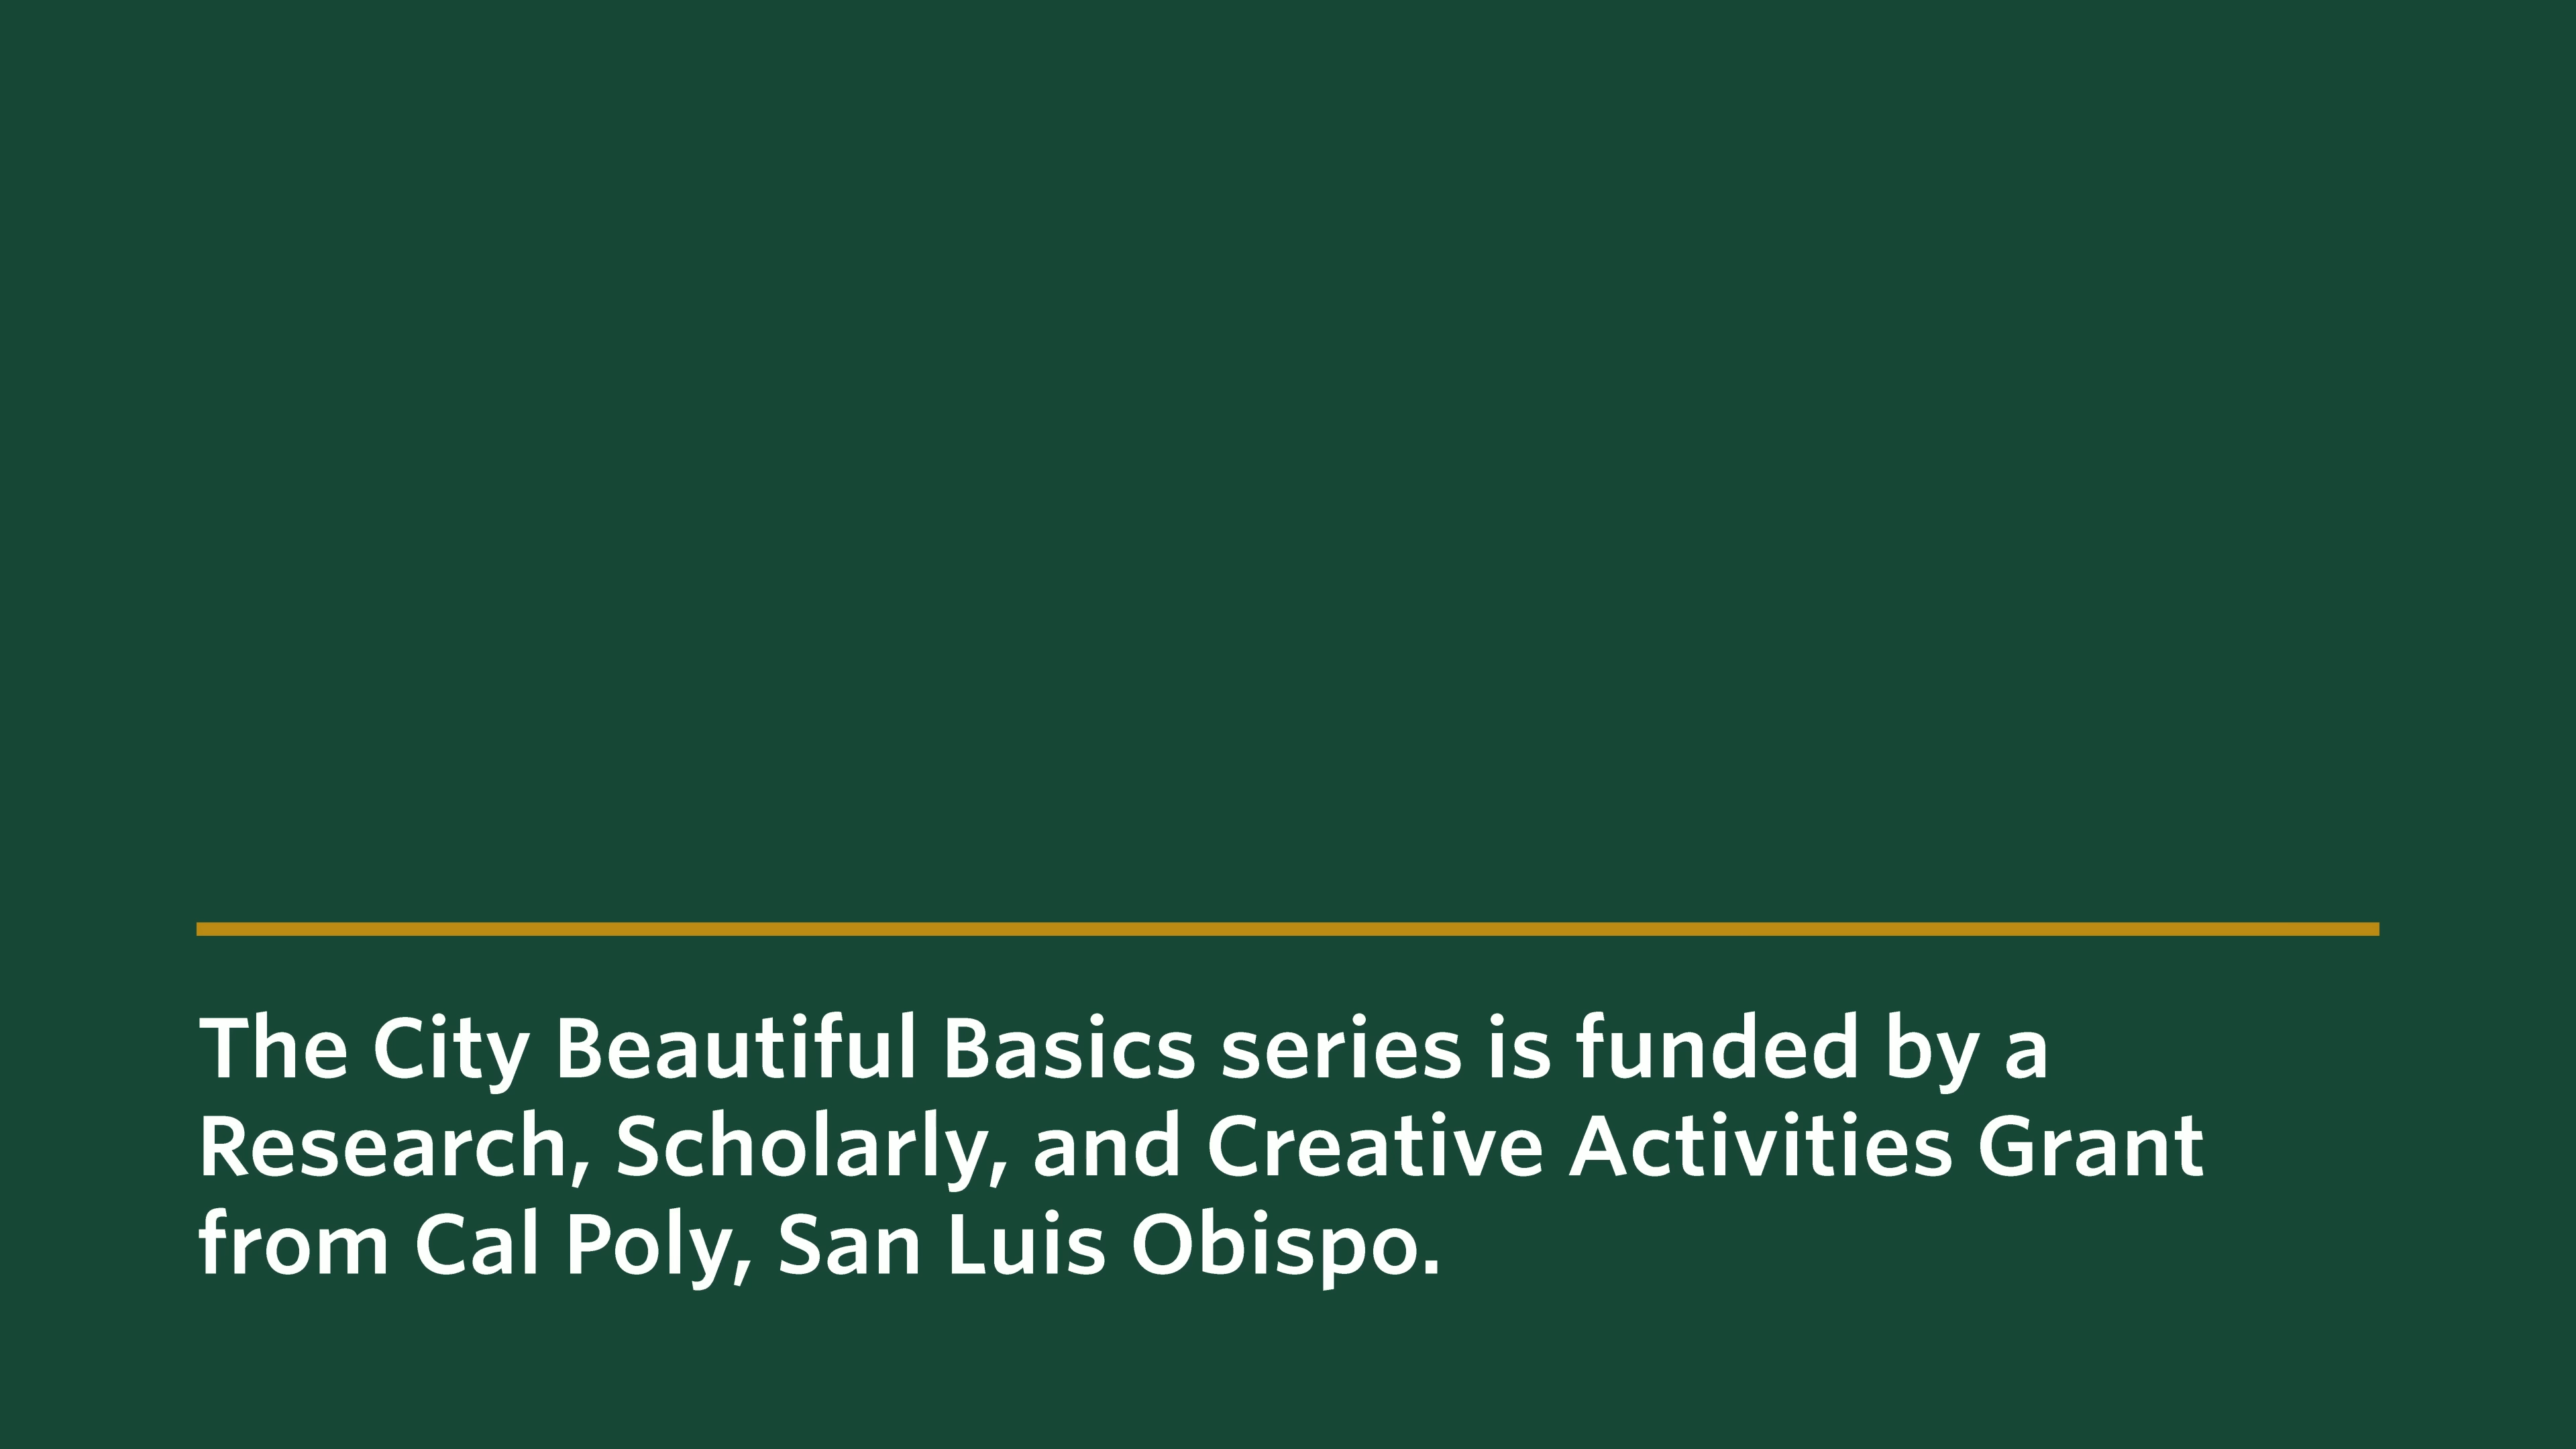 The City Beautiful Basics series is funded by a
Research, Scholarly, and Creative Activities Grant
from Cal Poly, San Luis Obispo.